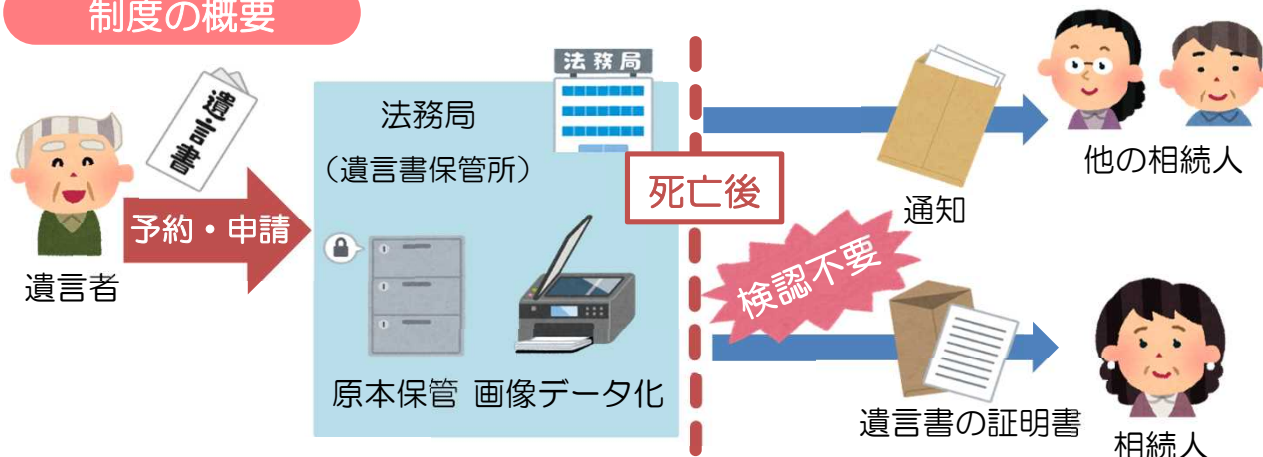 制度の概要
遺言書
予約・申請
遺言者
法務局
法務局
（遺言書保管所）
原本保管 画像データ化
死亡後
通知
他の相続人
検認不要
遺言書の証明書
相続人